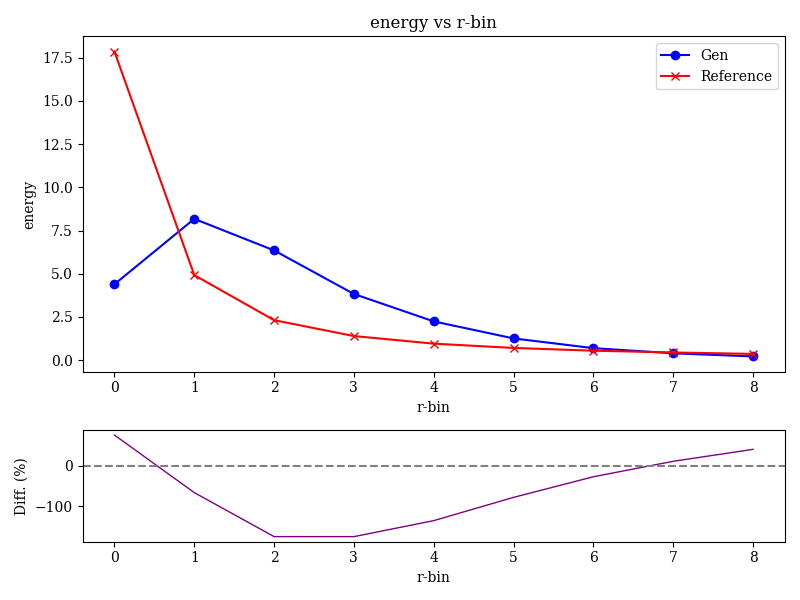 energy vs r-bin
Gen
Reference
energy
17.5
15.0
12.5
10.0
7.5
5.0
2.5
0.0
0 1 2 3 4 5 6 7 8
r-bin
Diff. (%)
0
−100
0 1 2 3 4 5 6 7 8
r-bin